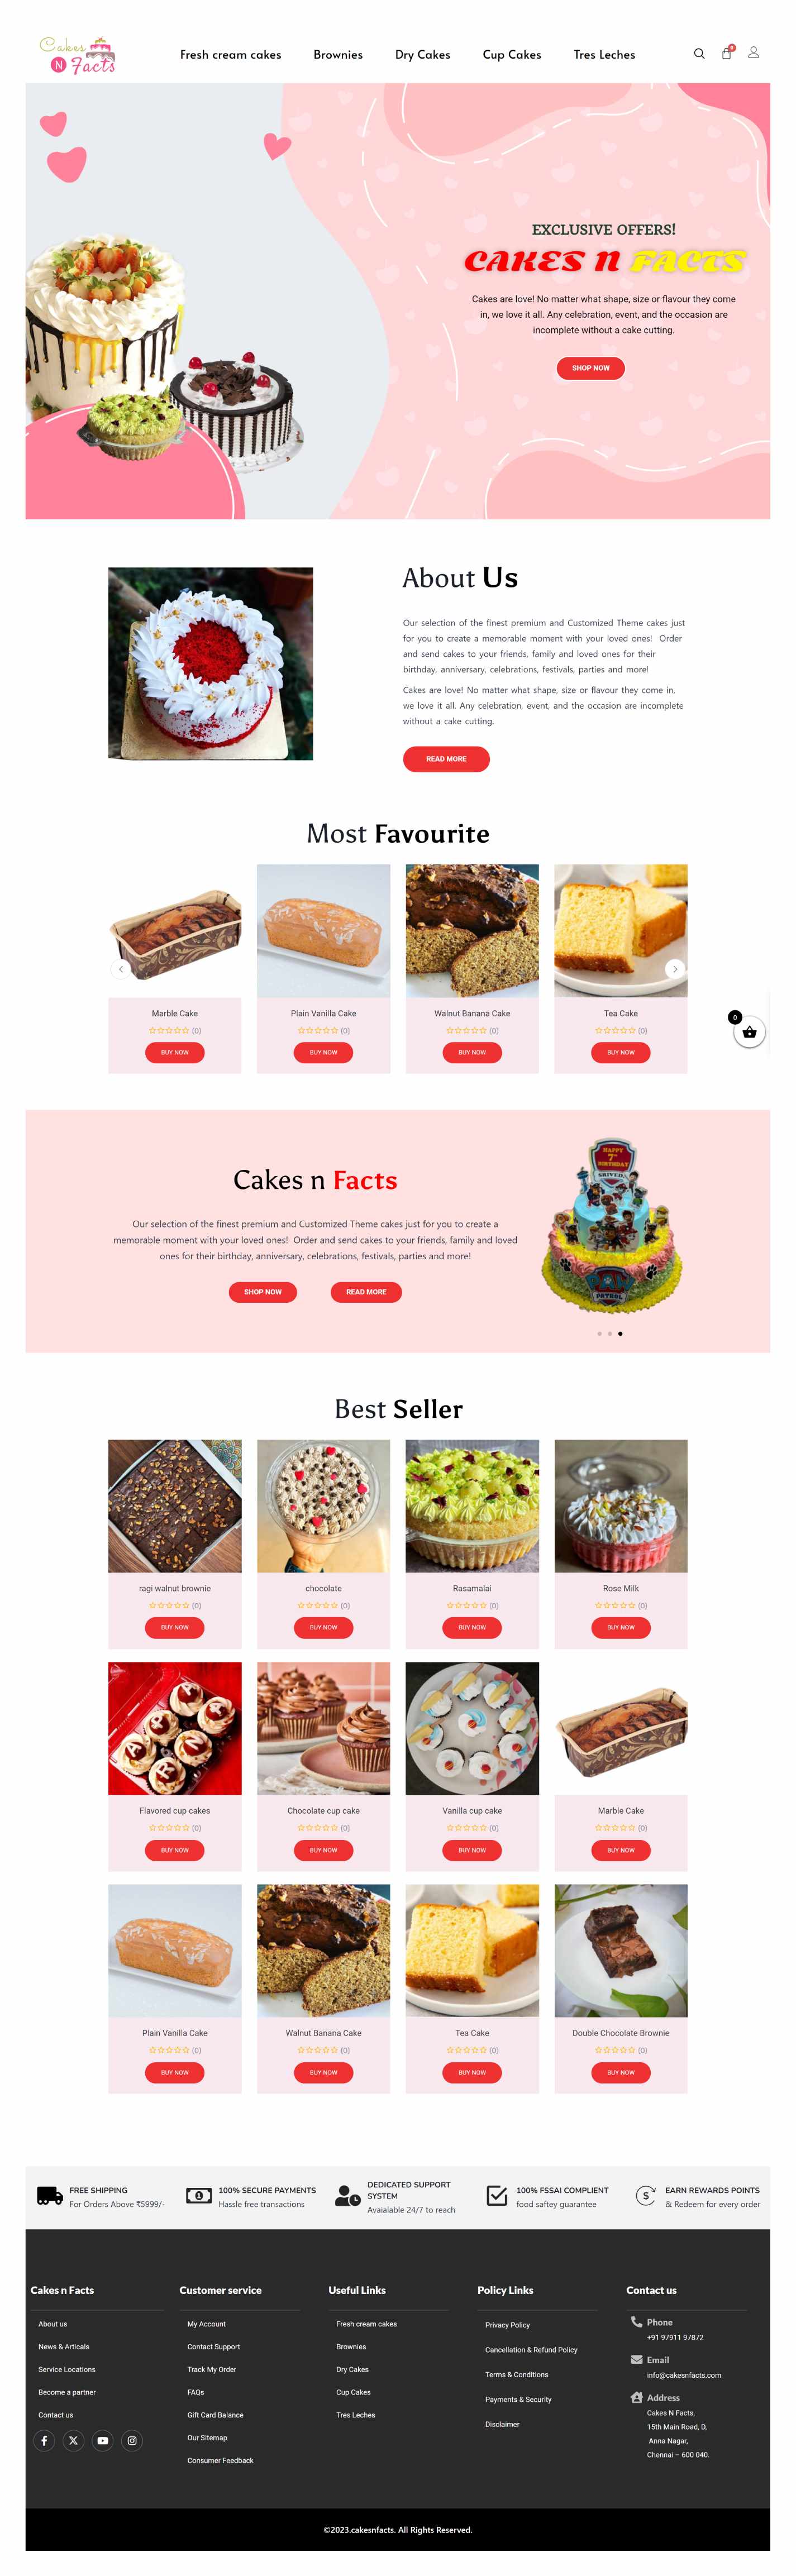 Cakes
N Facts
Fresh cream cakes
Brownies
Dry Cakes
Cup Cakes
Tres Leches
0
EXCLUSIVE OFFERS!
CAKES N FACTS
Cakes are love! No matter what shape, size or flavour they come
in, we love it all. Any celebration, event, and the occasion are
incomplete without a cake cutting.
SHOP NOW
About Us
Our selection of the finest premium and Customized Theme cakes just
for you to create a memorable moment with your loved ones! Order
and send cakes to your friends, family and loved ones for their
birthday, anniversary, celebrations, festivals, parties and more!
Cakes are love! No matter what shape, size or flavour they come in,
we love it all. Any celebration, event, and the occasion are incomplete
without a cake cutting.
READ MORE
Most Favourite
Marble Cake
(0)
BUY NOW
Plain Vanilla Cake
(0)
BUY NOW
Walnut Banana Cake
(0)
BUY NOW
Tea Cake
(0)
BUY NOW
0
Cakes n Facts
Our selection of the finest premium and Customized Theme cakes just for you to create a
memorable moment with your loved ones! Order and send cakes to your friends, family and loved
ones for their birthday, anniversary, celebrations, festivals, parties and more!
SHOP NOW
READ MORE
HAPPY
7TH
BIRTHDAY
PAW
PATROL
Best Seller
ragi walnut brownie
(0)
BUY NOW
chocolate
(0)
BUY NOW
Rasamalai
(0)
BUY NOW
Rose Milk
(0)
BUY NOW
Flavored cup cakes
(0)
BUY NOW
Chocolate cup cake
(0)
BUY NOW
Vanilla cup cake
(0)
BUY NOW
Marble Cake
(0)
BUY NOW
Plain Vanilla Cake
(0)
BUY NOW
Walnut Banana Cake
(0)
BUY NOW
Tea Cake
(0)
BUY NOW
Double Chocolate Brownie
(0)
BUY NOW
FREE SHIPPING
For Orders Above ₹5999/-
100% SECURE PAYMENTS
Hassle free transactions
DEDICATED SUPPORT
SYSTEM
Avaialable 24/7 to reach
100% FSSAI COMPLIENT
food saftey guarantee
EARN REWARDS POINTS
& Redeem for every order
Cakes n Facts
About us
News & Articals
Service Locations
Become a partner
Contact us
Customer service
My Account
Contact Support
Track My Order
FAQs
Gift Card Balance
Our Sitemap
Consumer Feedback
Useful Links
Fresh cream cakes
Brownies
Dry Cakes
Cup Cakes
Tres Leches
Policy Links
Privacy Policy
Cancellation & Refund Policy
Terms & Conditions
Payments & Security
Disclaimer
Contact us
Phone
+91 97911 97872
Email
info@cakesnfacts.com
Address
Cakes N Facts,
15th Main Road, D,
Anna Nagar,
Chennai – 600 040.
©2023.cakesnfacts. All Rights Reserved.